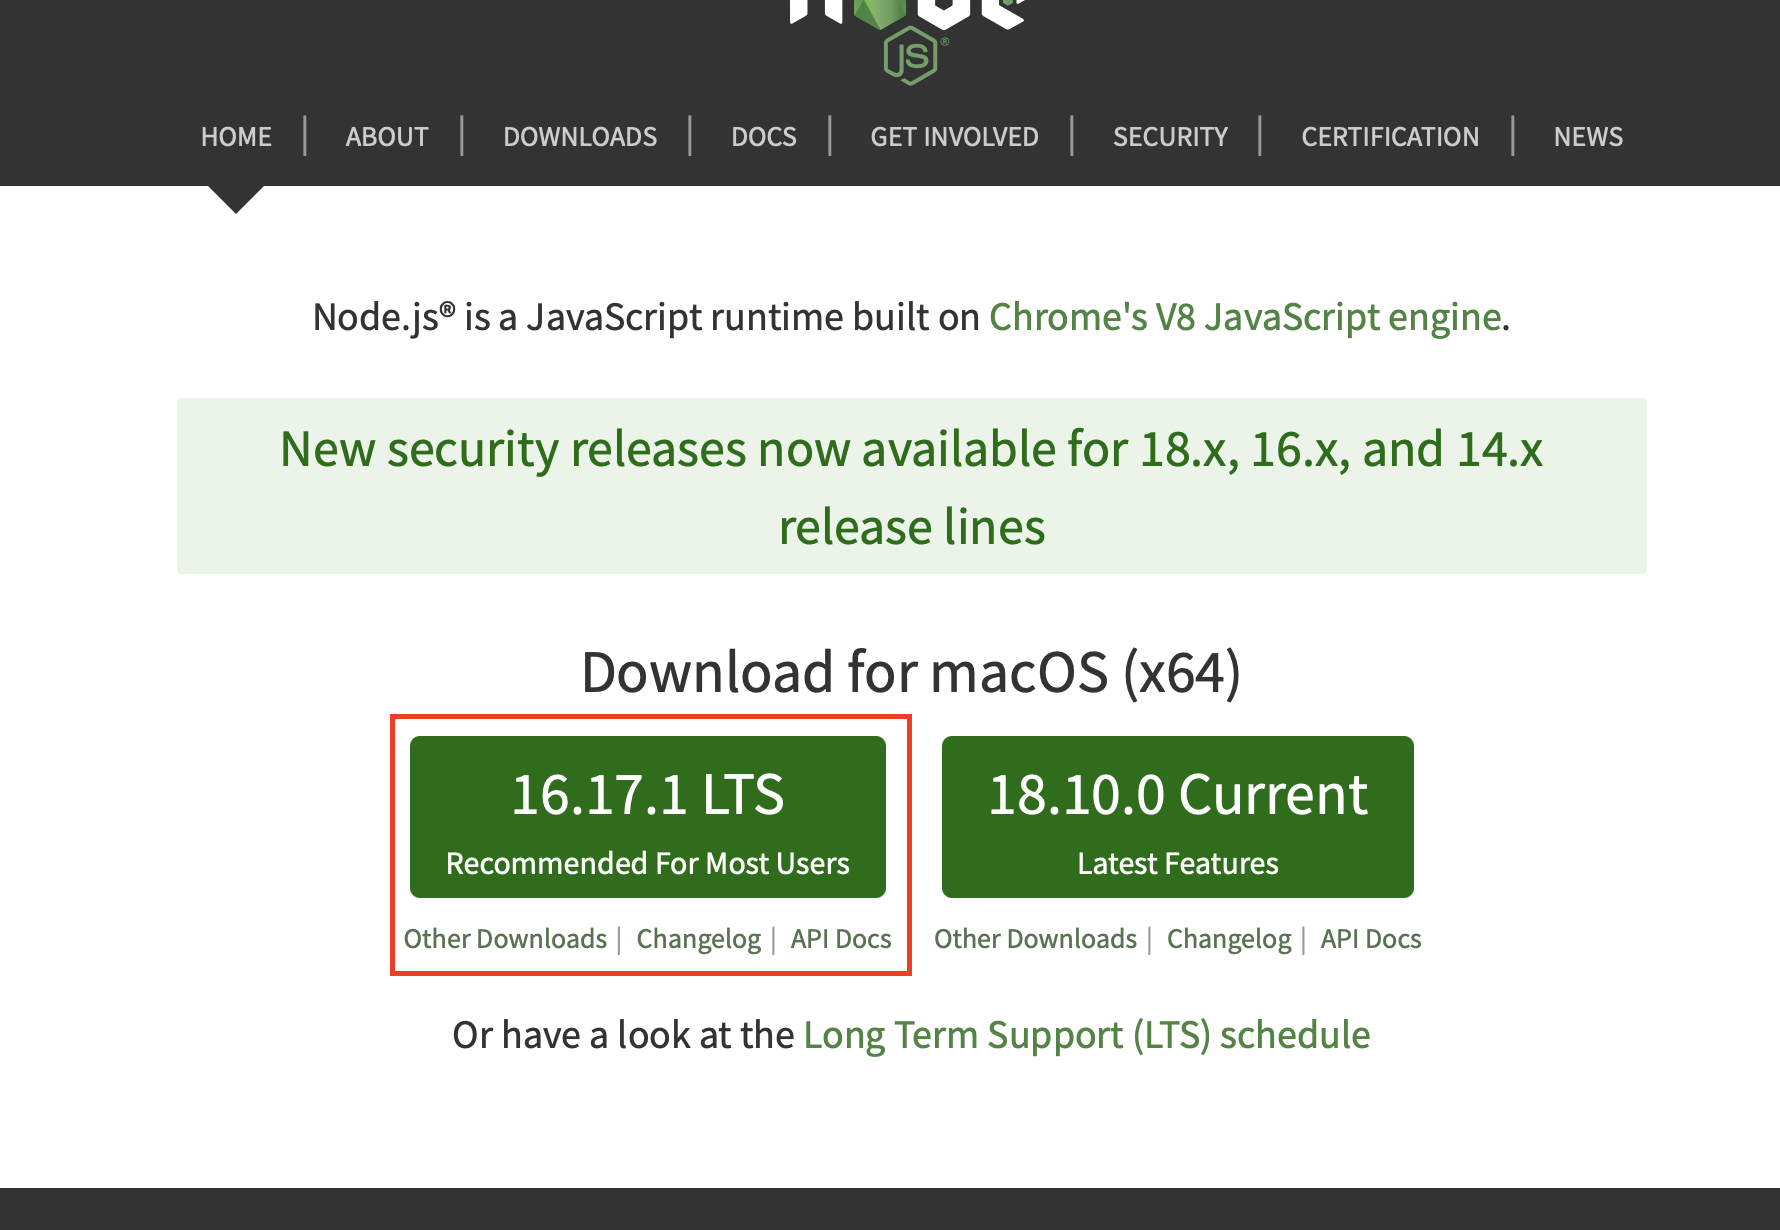 node
JS®
HOME | ABOUT | DOWNLOADS | DOCS | GET INVOLVED | SECURITY | CERTIFICATION | NEWS
Node.js® is a JavaScript runtime built on Chrome's V8 JavaScript engine.
New security releases now available for 18.x, 16.x, and 14.x
release lines
Download for macOS (x64)
16.17.1 LTS
Recommended For Most Users
Other Downloads | Changelog | API Docs
18.10.0 Current
Latest Features
Other Downloads | Changelog | API Docs
Or have a look at the Long Term Support (LTS) schedule